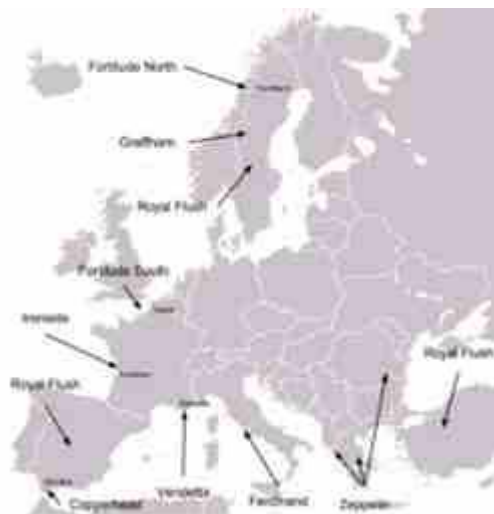 Fortitude North
Graffham
Royal Flush
Fortitude South
Ironside
Royal Flush
Royal Flush
Copperhead
Vendetta
Ferdinand
Zeppelin